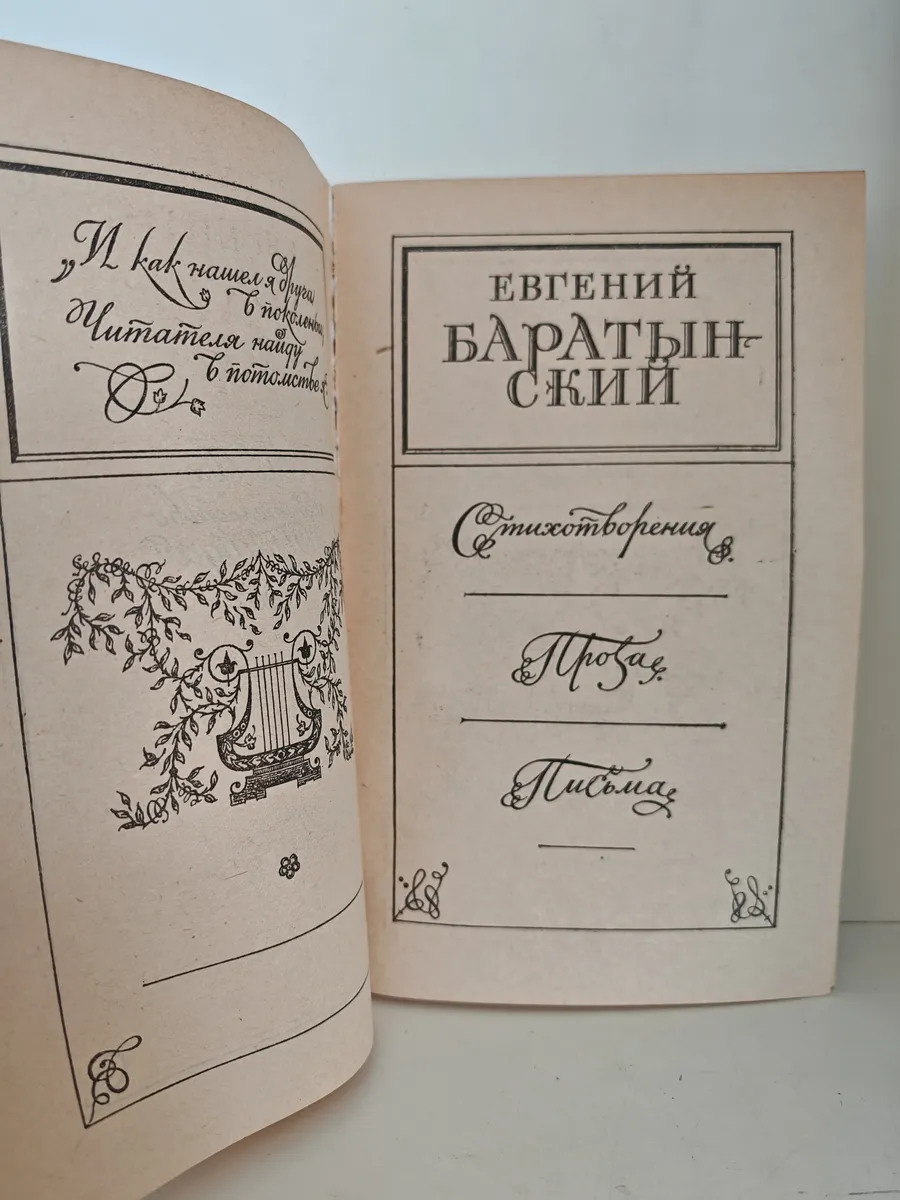 „И как нашел я друга
в поколеньи,
Читателя найду
в потомстве я.
ЕВГЕНИЙ
БАРАТЫН-
СКИЙ
Стихотворения.
Проза.
Письма